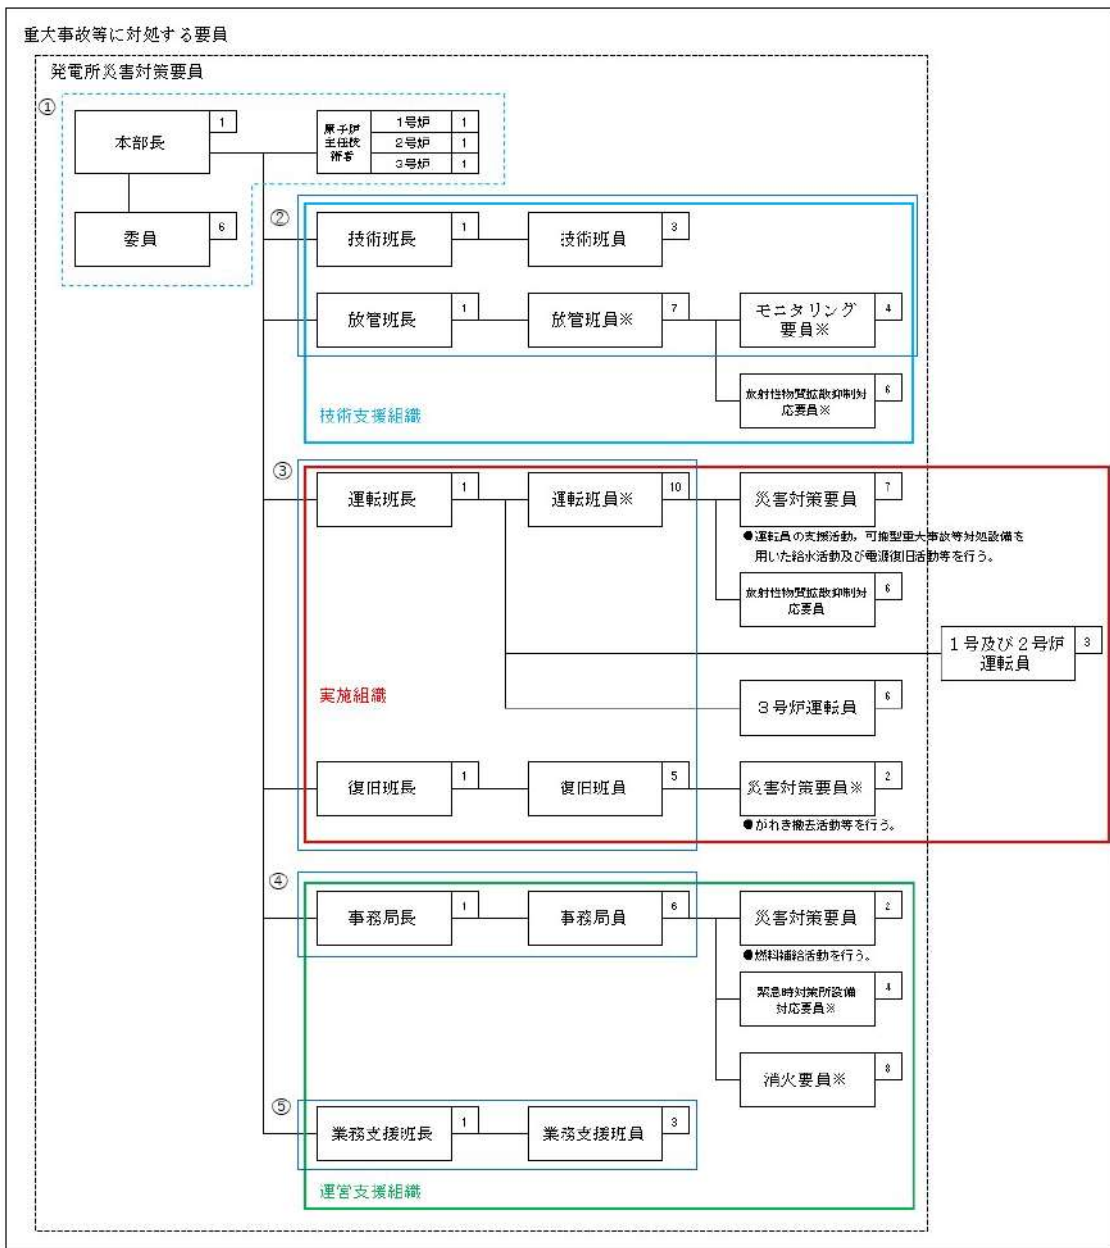 重大事故等に対処する要員
発電所災害対策要員
①
本部長
1
原子炉
主任技
術者
1号炉
1
2号炉
1
3号炉
1
委員
6
②
技術班長
1
技術班員
3
放管班長
1
放管班員※
7
モニタリング
要員※
4
放射性物質拡散抑制対
応要員※
6
技術支援組織
③
運転班長
1
運転班員※
10
災害対策要員
7
●運転員の支援活動，可搬型重大事故等対処設備を
用いた給水活動及び電源復旧活動等を行う。
放射性物質拡散抑制対
応要員
6
1号及び2号炉
運転員
3
実施組織
3号炉運転員
6
復旧班長
1
復旧班員
5
災害対策要員※
2
●がれき撤去活動等を行う。
④
事務局長
1
事務局員
6
災害対策要員
2
●燃料補給活動を行う。
緊急時対策所設備
対応要員※
4
消火要員※
8
⑤
業務支援班長
1
業務支援班員
3
運営支援組織